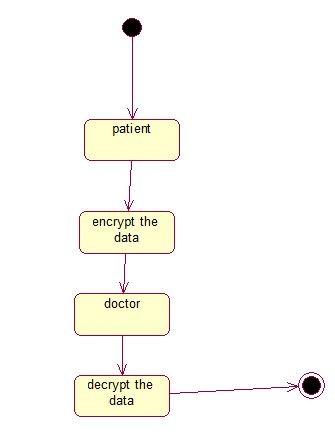 patient
encrypt the
data
doctor
decrypt the
data